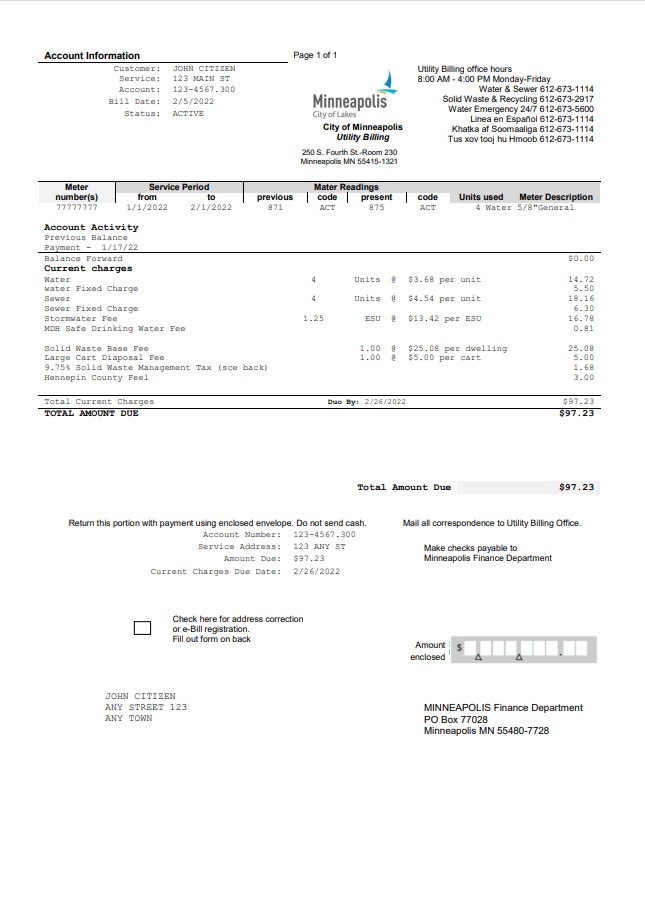 Account Information
Page 1 of 1
Customer: JOHN CITIZEN
Service: 123 MAIN ST
Account: 123-4567.300
Bill Date: 2/5/2022
Status: ACTIVE
Minneapolis
City of Lakes
City of Minneapolis
Utility Billing
250 S. Fourth St.-Room 230
Minneapolis MN 55415-1321
Utility Billing office hours
8:00 AM - 4:00 PM Monday-Friday
Water & Sewer 612-673-1114
Solid Waste & Recycling 612-673-2917
Water Emergency 24/7 612-673-5600
Linea en Español 612-673-1114
Khatka af Soomaaliga 612-673-1114
Tus xov tooj hu Hmoob 612-673-1114
Meter Service Period Mater Readings
number(s) from to previous code present code Units used Meter Description
77777777 1/1/2022 2/1/2022 871 ACT 875 ACT 4 Water 5/8"General
Account Activity
Previous Balance
Payment - 1/17/22
Balance Forward $0.00
Current charges
Water 4 Units @ $3.68 per unit 14.72
water Fixed Charge 5.50
Sewer 4 Units @ $4.54 per unit 18.16
Sewer Fixed Charge 6.30
Stormwater Fee 1.25 ESU @ $13.42 per ESU 16.78
MDH Safe Drinking Water Fee 0.81
Solid Waste Base Fee 1.00 @ $25.08 per dwelling 25.08
Large Cart Disposal Fee 1.00 @ $5.00 per cart 5.00
9.75% Solid Waste Management Tax (sce back) 1.68
Hennepin County Feel 3.00
Total Current Charges Duo By: 2/26/2022 $97.23
TOTAL AMOUNT DUE $97.23
Total Amount Due $97.23
Return this portion with payment using enclosed envelope. Do not send cash.
Mail all correspondence to Utility Billing Office.
Account Number: 123-4567.300
Service Address: 123 ANY ST
Amount Due: $97.23
Current Charges Due Date: 2/26/2022
Make checks payable to
Minneapolis Finance Department
Check here for address correction
or e-Bill registration.
Fill out form on back
Amount
enclosed
$
.
JOHN CITIZEN
ANY STREET 123
ANY TOWN
MINNEAPOLIS Finance Department
PO Box 77028
Minneapolis MN 55480-7728